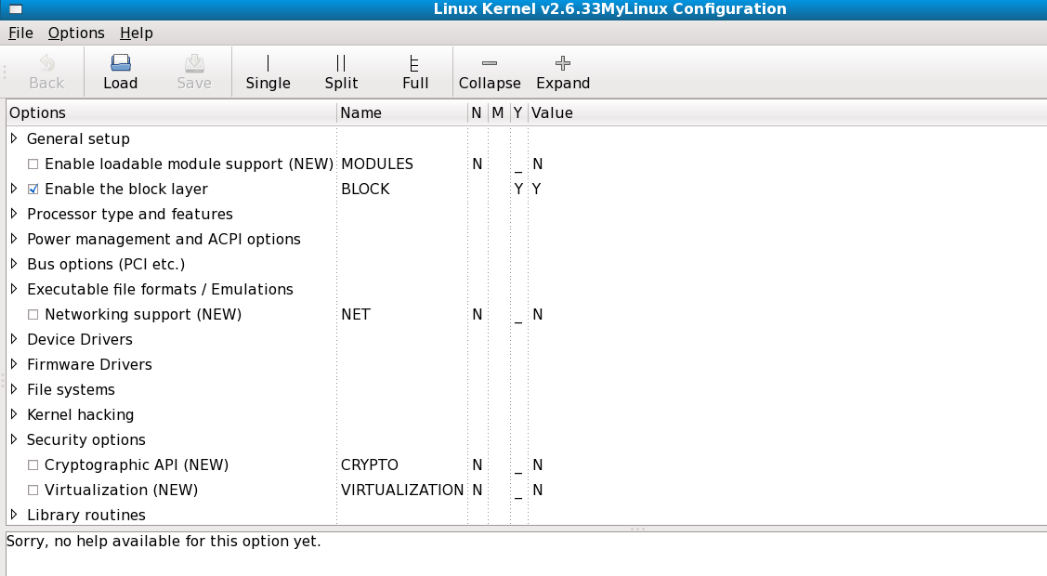 Linux Kernel v2.6.33MyLinux Configuration
File Options Help
Back Load Save Single Split Full Collapse Expand
Options Name N M Y Value
General setup
Enable loadable module support (NEW) MODULES N _ N
Enable the block layer BLOCK Y Y
Processor type and features
Power management and ACPI options
Bus options (PCI etc.)
Executable file formats / Emulations
Networking support (NEW) NET N _ N
Device Drivers
Firmware Drivers
File systems
Kernel hacking
Security options
Cryptographic API (NEW) CRYPTO N _ N
Virtualization (NEW) VIRTUALIZATION N _ N
Library routines
Sorry, no help available for this option yet.